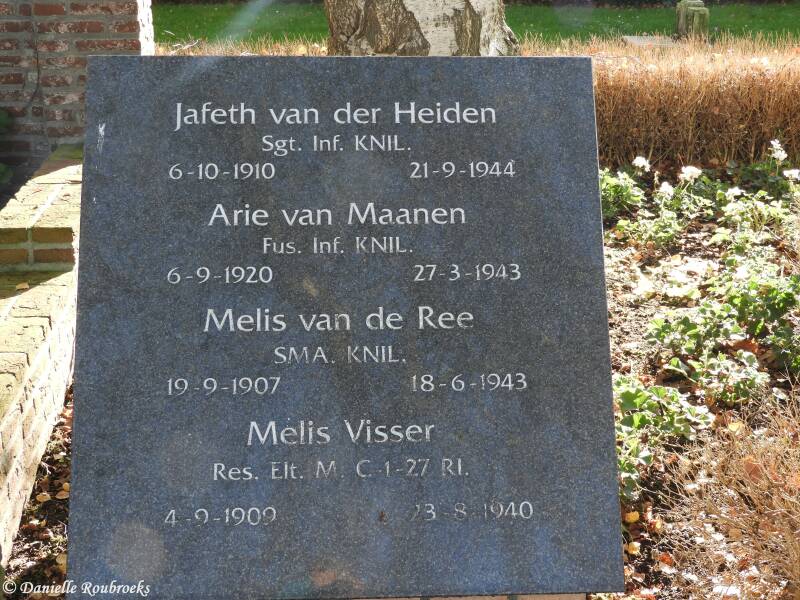 Jafeth van der Heiden
Sgt. Inf. KNIL.
6-10-1910 21-9-1944
Arie van Maanen
Fus. Inf. KNIL.
6-9-1920 27-3-1943
Melis van de Ree
SMA. KNIL.
19-9-1907 18-6-1943
Melis Visser
Res. Elt. M. C-1-27 RI.
4-9-1909 23-8-1940
© Danielle Roubroeks